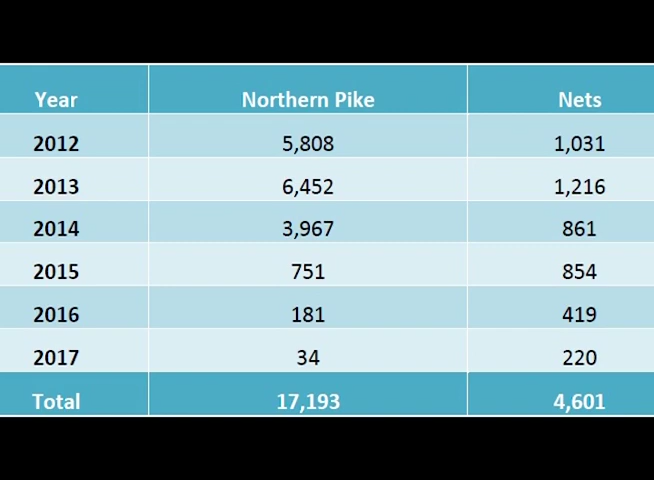 Year Northern Pike Nets
2012 5,808 1,031
2013 6,452 1,216
2014 3,967 861
2015 751 854
2016 181 419
2017 34 220
Total 17,193 4,601